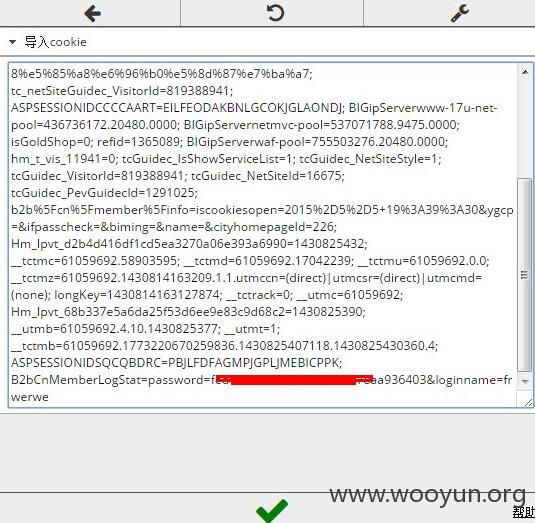 导入cookie
8%e5%85%a8%e6%96%b0%e5%8d%87%e7%ba%a7;
tc_netSiteGuidec_VisitorId=819388941;
ASPSESSIONIDCCCCAART=EILFEODAKBNLGCOKJGLAONDJ; BIGipServerwww-17u-net-
pool=436736172.20480.0000; BIGipServernetmvc-pool=537071788.9475.0000;
isGoldShop=0; refid=1365089; BIGipServerwaf-pool=755503276.20480.0000;
hm_t_vis_11941=0; tcGuidec_IsShowServiceList=1; tcGuidec_NetSiteStyle=1;
tcGuidec_VisitorId=819388941; tcGuidec_NetSiteId=16675;
tcGuidec_PevGuidecId=1291025;
b2b%5Fcn%5Fmember%5Finfo=iscookiesopen=2015%2D5%2D5+19%3A39%3A30&ygcp
=&ifpasscheck=&biming=&name=&cityhomepageId=226;
Hm_lpvt_d2b4d416df1cd5ea3270a06e393a6990=1430825432;
__tctmc=61059692.58903595; __tctmd=61059692.17042239; __tctmu=61059692.0.0;
__tctmz=61059692.1430814163209.1.1.utmccn=(direct)|utmcsr=(direct)|utmcmd=
(none); longKey=1430814163127874; __tctrack=0; __utmc=61059692;
Hm_lpvt_68b337e5a6da25f53d6ee9e83c9d68c2=1430825390;
__utmb=61059692.4.10.1430825377; __utmt=1;
__tctmb=61059692.1773220670259836.1430825407118.1430825430360.4;
ASPSESSIONIDSQCQBDRC=PBJLFDFAGMPJGPLJMEBICPPK;
B2bCnMemberLogStat=password= aa936403&loginname=fr
werwe
www.wooyun.org
帮助